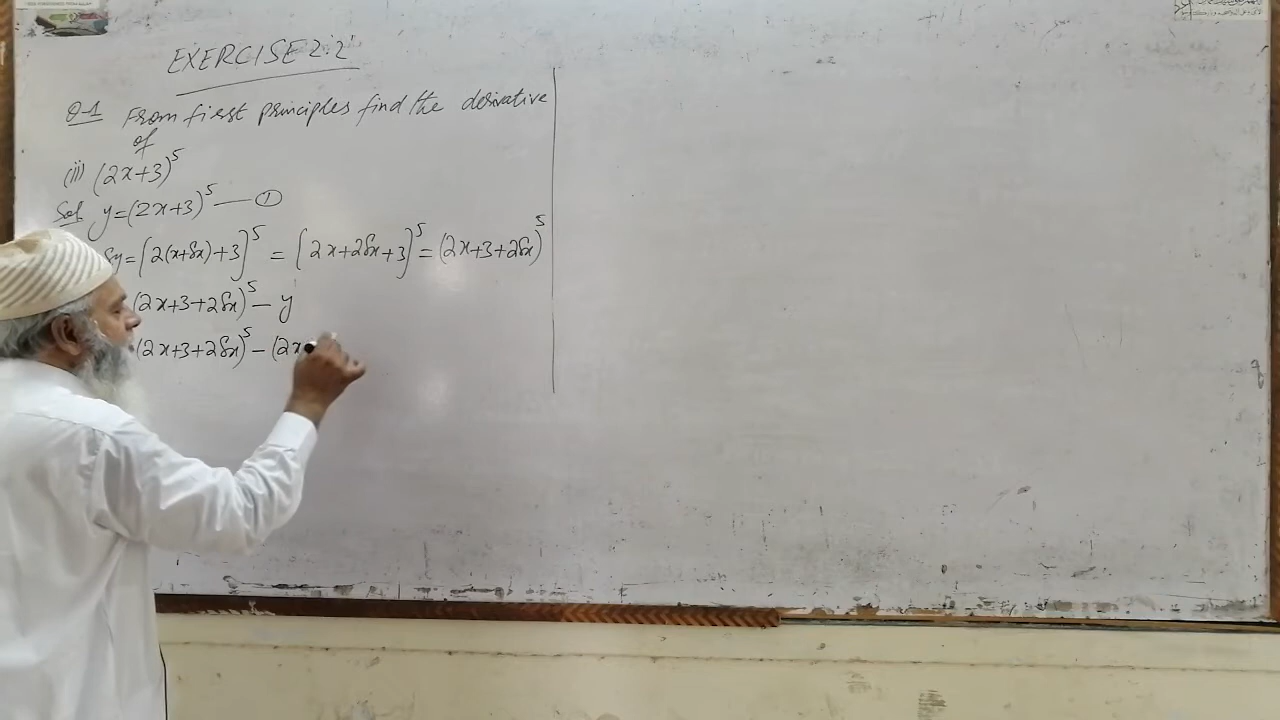 EXERCISE 2.2
Q-1 From first principles find the derivative
of
(ii) (2x+3)^5
Sol y=(2x+3)^5 — ①
δy=[2(x+δx)+3]^5 = [2x+2δx+3]^5 = (2x+3+2δx)^5
(2x+3+2δx)^5 - y
(2x+3+2δx)^5 - (2x